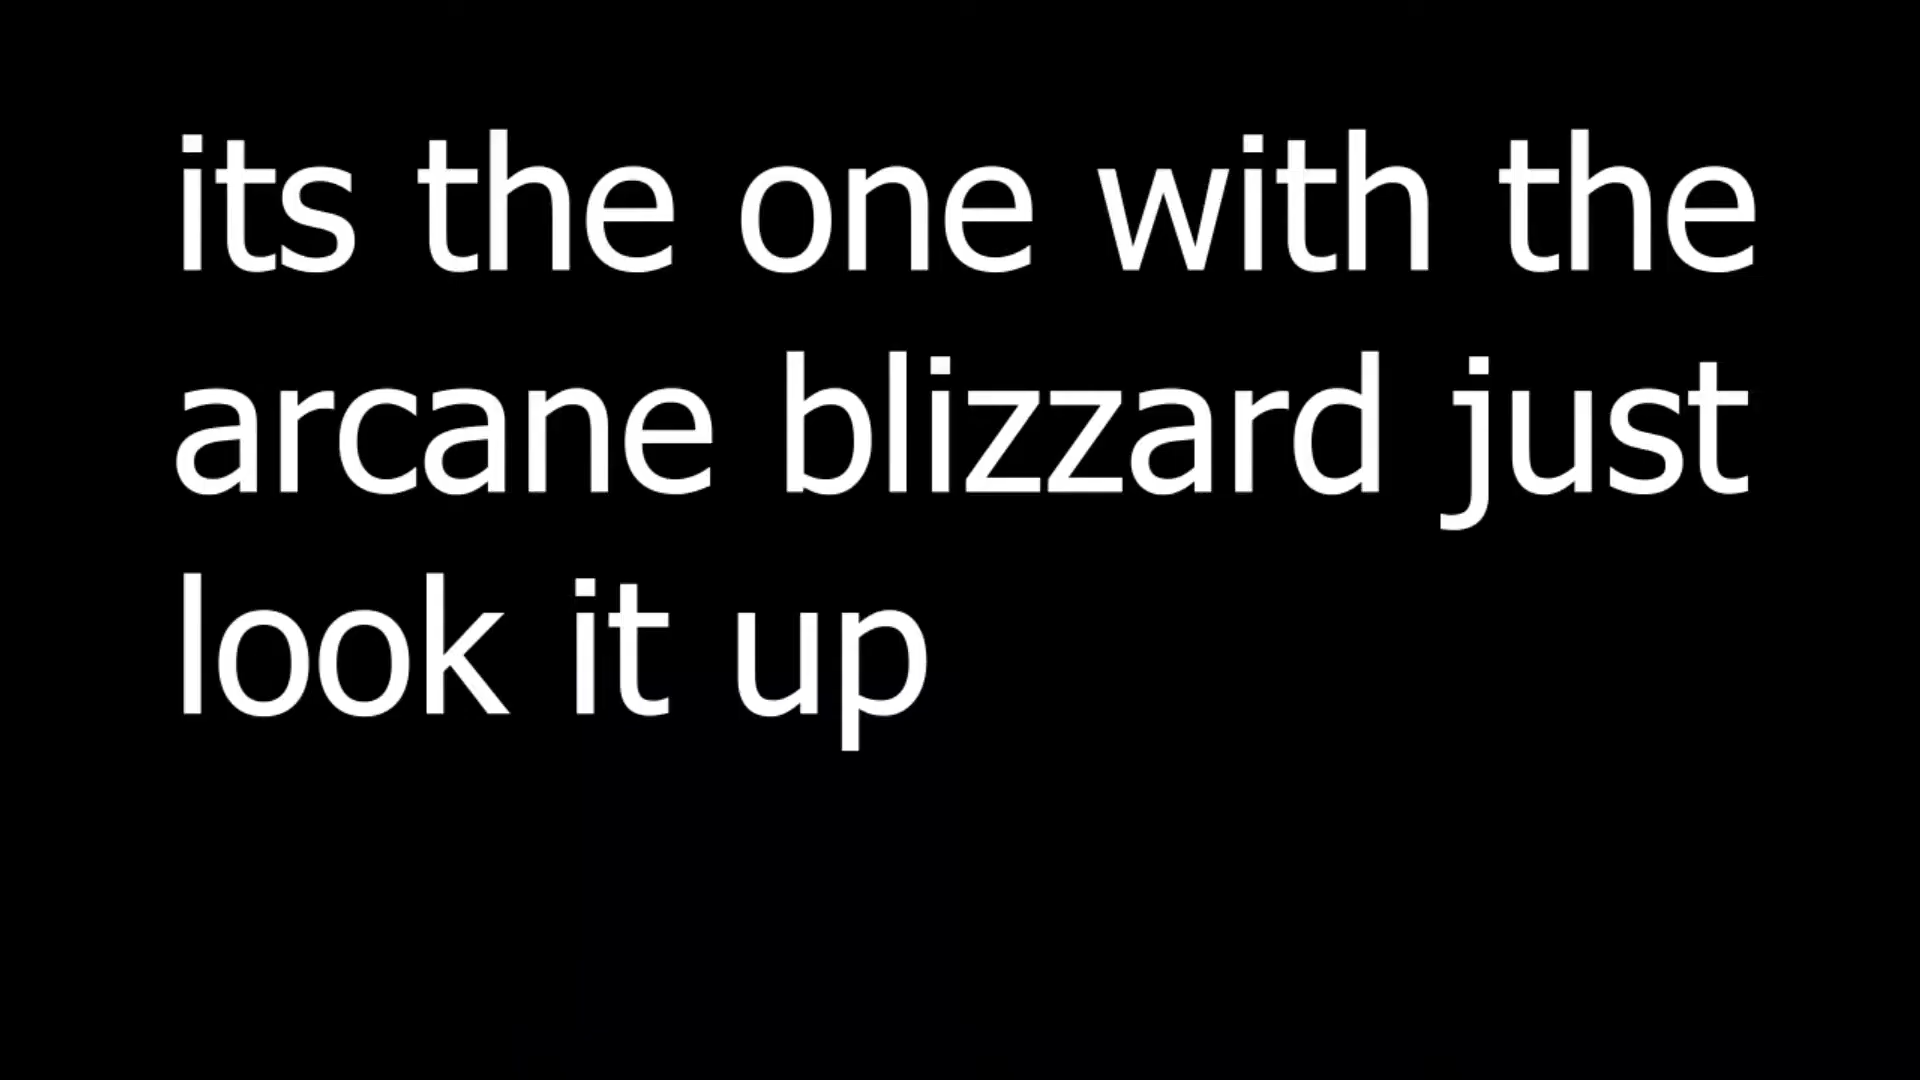 its the one with the
arcane blizzard just
look it up